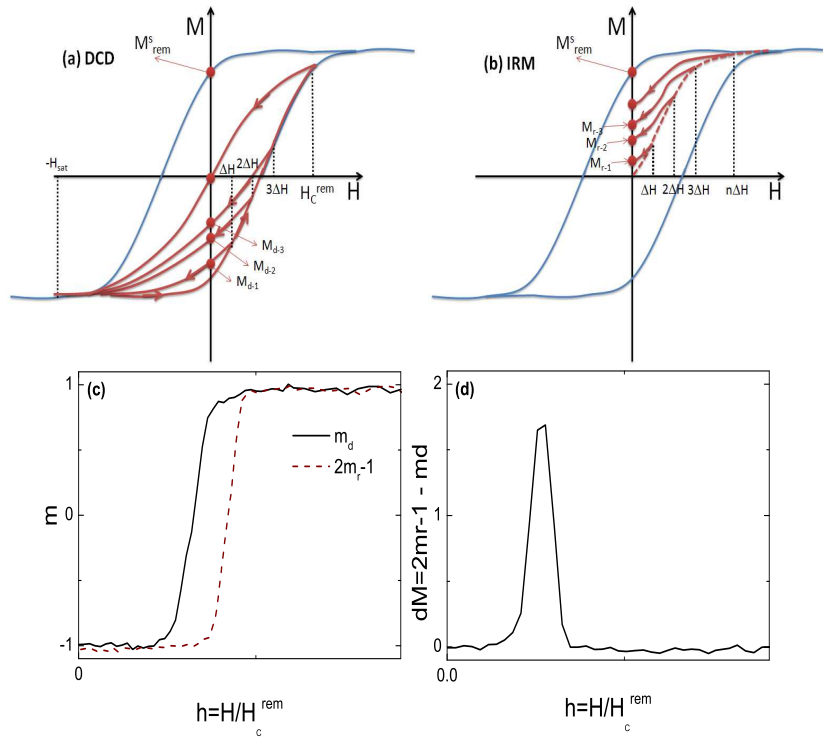 M
(a) DCD
M^s_rem
-H_sat
ΔH
2ΔH
3ΔH
H_C^rem
H
M_d-3
M_d-2
M_d-1
M
(b) IRM
M^s_rem
M_r-3
M_r-2
M_r-1
ΔH
2ΔH
3ΔH
nΔH
H
(c)
1
0
-1
m
m_d
2m_r-1
0
h=H/H_c^rem
(d)
2
1
0
dM=2mr-1 - md
0.0
h=H/H_c^rem